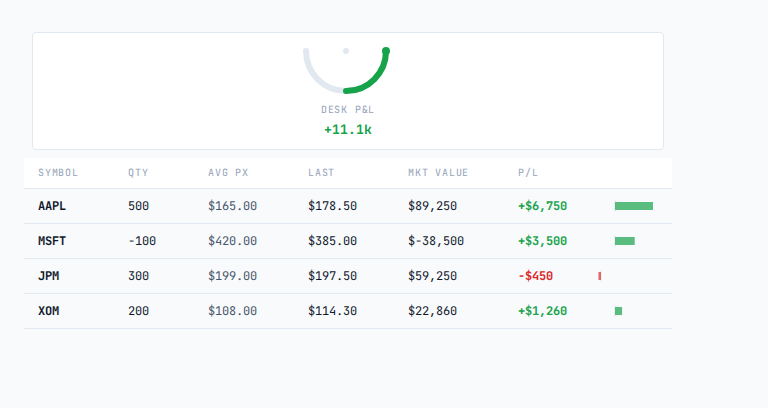 DESK P&L
+11.1k
SYMBOL QTY AVG PX LAST MKT VALUE P/L
AAPL 500 $165.00 $178.50 $89,250 +$6,750
MSFT -100 $420.00 $385.00 $-38,500 +$3,500
JPM 300 $199.00 $197.50 $59,250 -$450
XOM 200 $108.00 $114.30 $22,860 +$1,260